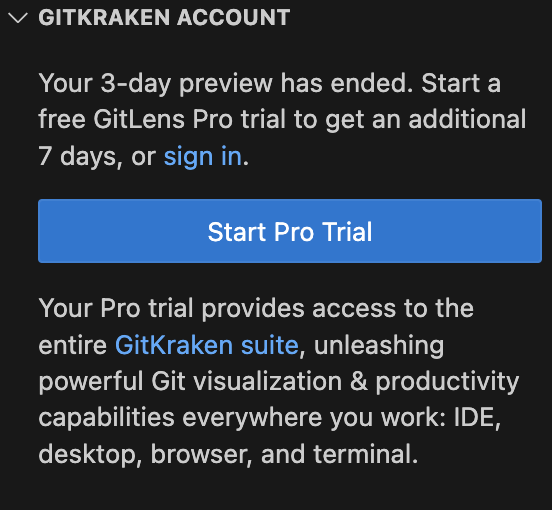 GITKRAKEN ACCOUNT
Your 3-day preview has ended. Start a
free GitLens Pro trial to get an additional
7 days, or sign in.
Start Pro Trial
Your Pro trial provides access to the
entire GitKraken suite, unleashing
powerful Git visualization & productivity
capabilities everywhere you work: IDE,
desktop, browser, and terminal.